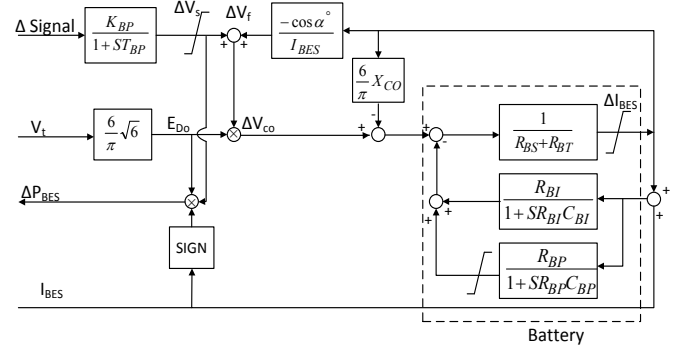 Δ Signal
K_BP
1+ST_BP
ΔV_s
ΔV_f
+
+
−cosα°
I_BES
6
π
X_CO
V_t
6
π
√6
E_Do
×
ΔV_co
+
-
+
-
1
R_BS+R_BT
ΔI_BES
ΔP_BES
×
R_BI
1+SR_BI C_BI
+
+
+
+
SIGN
R_BP
1+SR_BP C_BP
I_BES
Battery